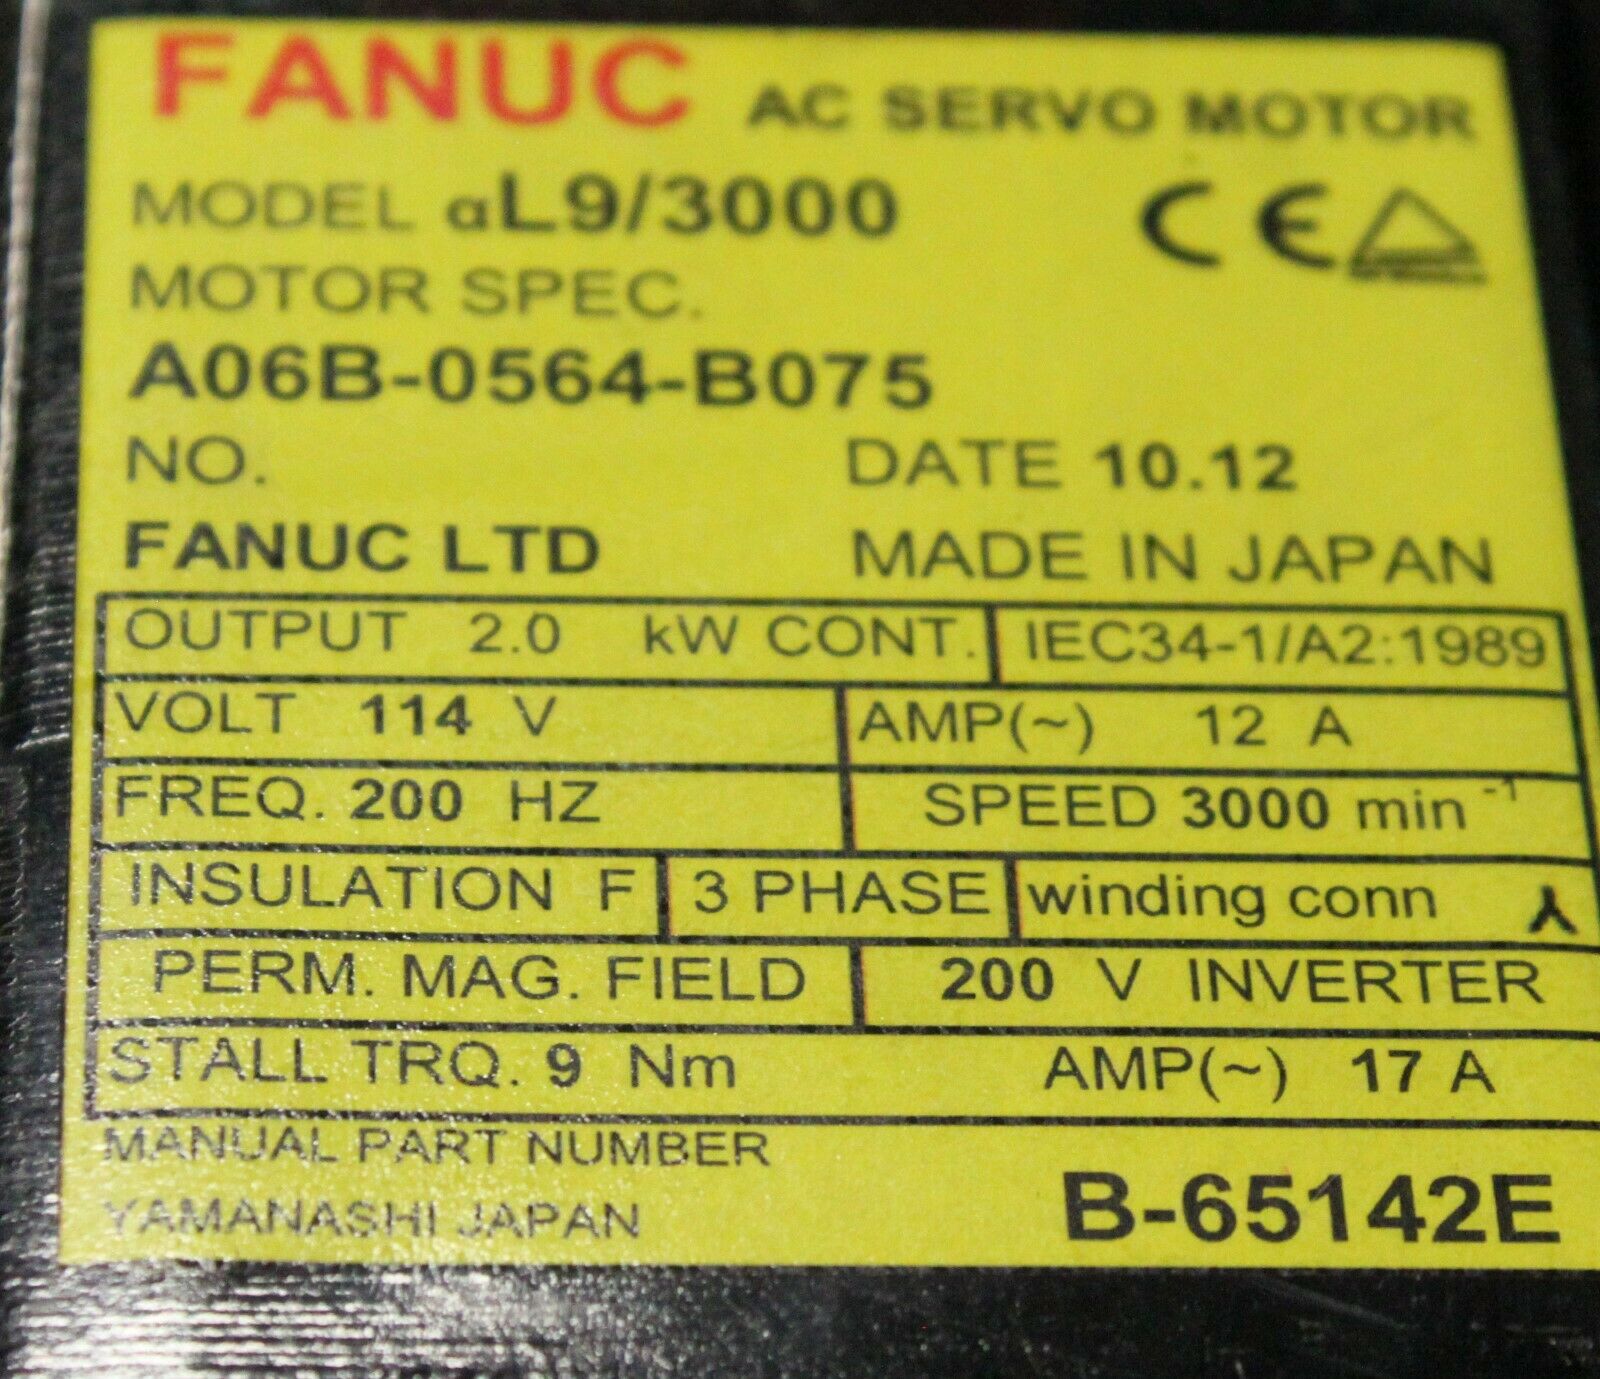 FANUC AC SERVO MOTOR
MODEL αL9/3000 CE
MOTOR SPEC.
A06B-0564-B075
NO. DATE 10.12
FANUC LTD MADE IN JAPAN
OUTPUT 2.0 kW CONT. IEC34-1/A2:1989
VOLT 114 V AMP(~) 12 A
FREQ. 200 HZ SPEED 3000 min⁻¹
INSULATION F 3 PHASE winding conn
PERM. MAG. FIELD 200 V INVERTER
STALL TRQ. 9 Nm AMP(~) 17 A
MANUAL PART NUMBER
YAMANASHI JAPAN B-65142E